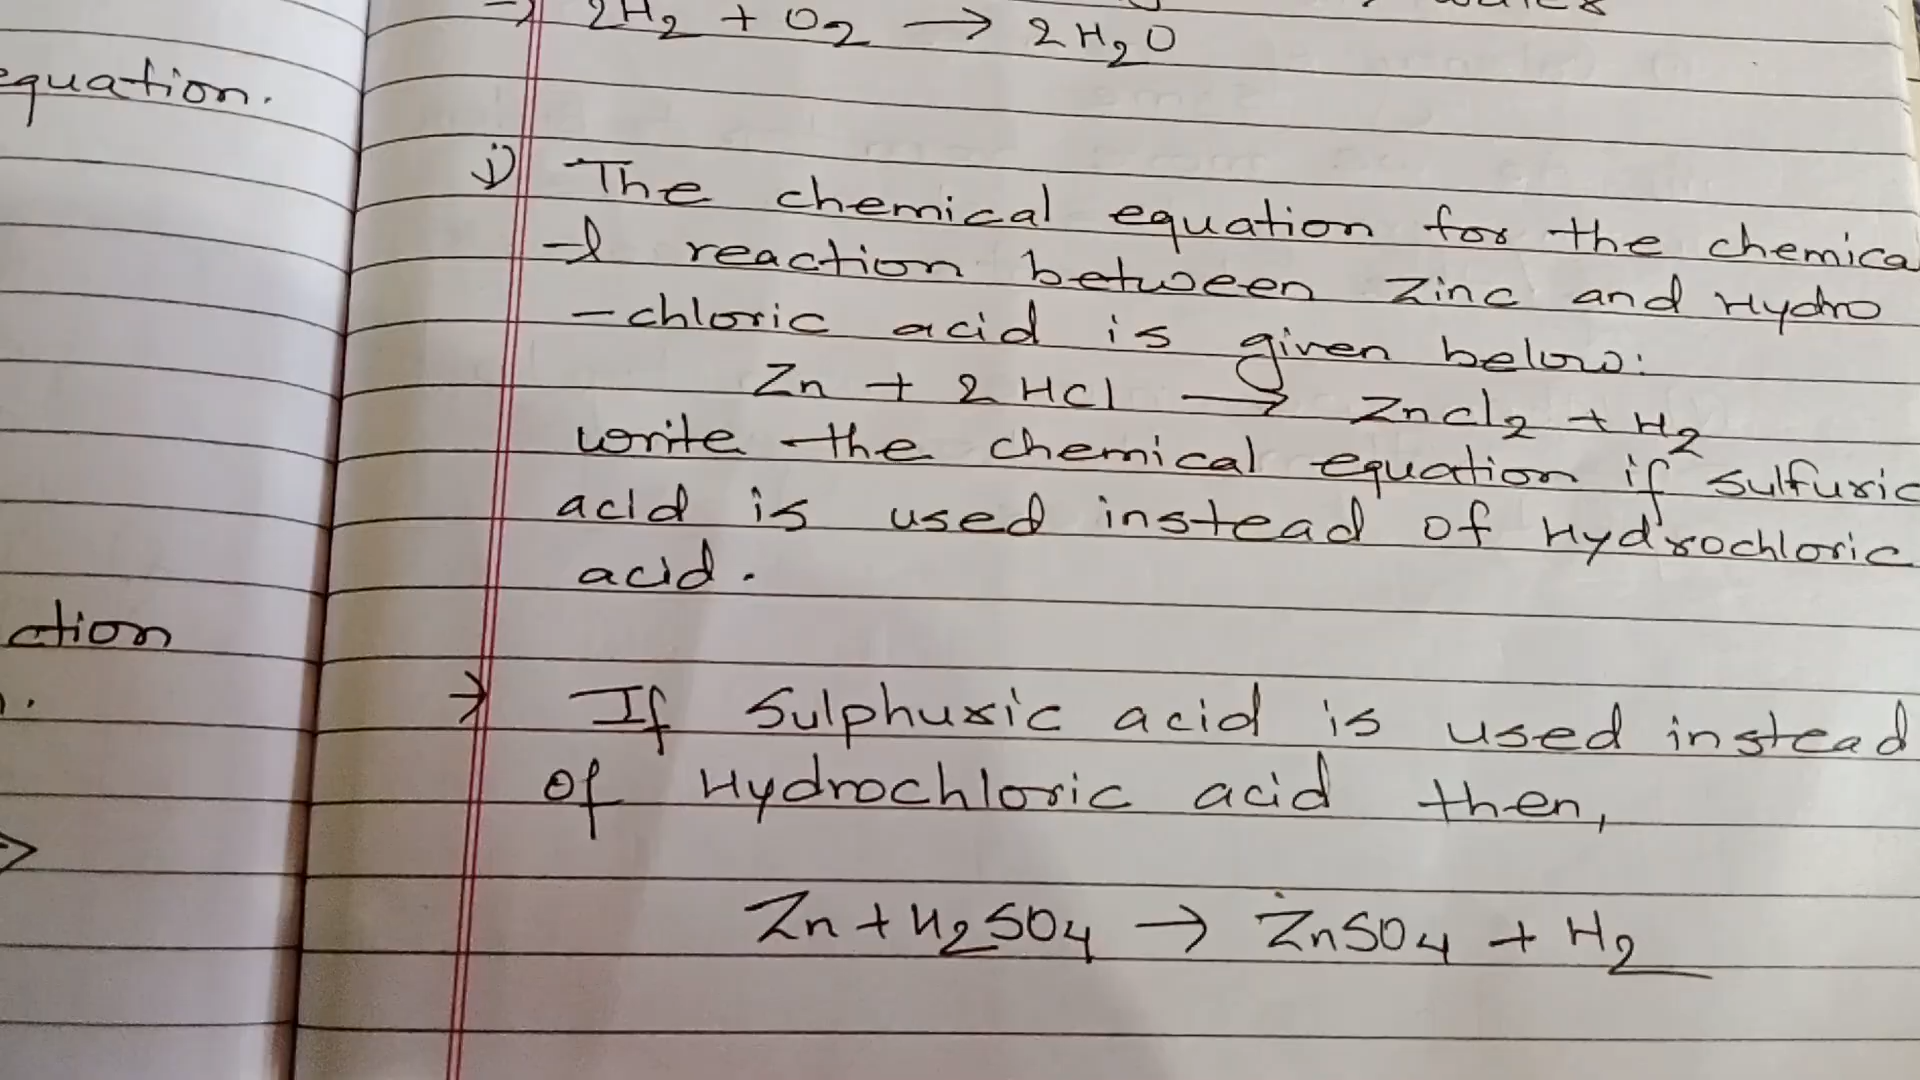 equation.
ction
→ 2H₂ + O₂ → 2H₂O
i) The chemical equation for the chemica
-l reaction between Zinc and Hydro
-chloric acid is given below:
Zn + 2 HCl → ZnCl₂ + H₂
write the chemical equation if sulfuric
acid is used instead of Hydrochloric
acid.
→ If Sulphuric acid is used instead
of Hydrochloric acid then,
Zn + H₂SO₄ → ZnSO₄ + H₂